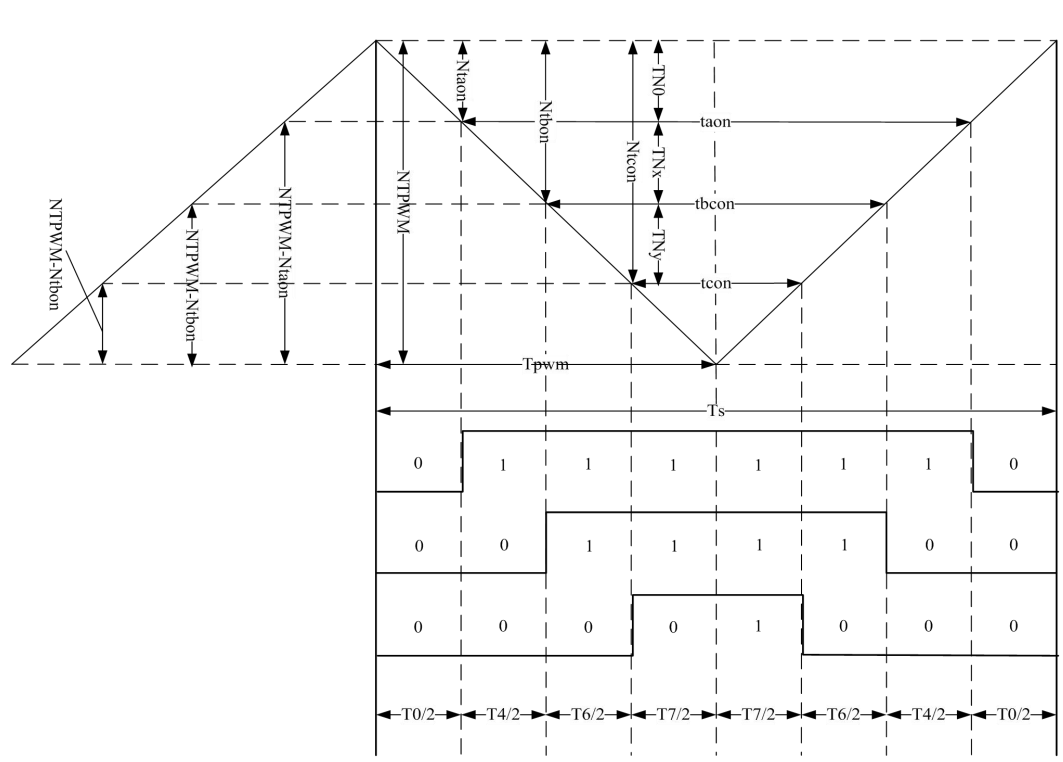 Ntaon
Ntbon
Ntcon
TN0
TNx
TNy
taon
tbcon
tcon
NTPWM
NTPWM-Ntaon
NTPWM-Ntbon
NTPWM-Ntbon
Tpwm
Ts
0 1 1 1 1 1 1 0
0 0 1 1 1 1 0 0
0 0 0 0 1 0 0 0
T0/2 T4/2 T6/2 T7/2 T7/2 T6/2 T4/2 T0/2